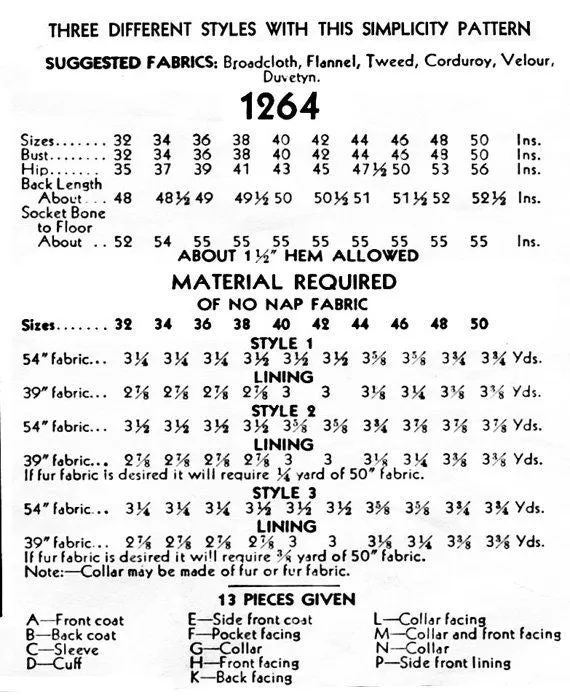 THREE DIFFERENT STYLES WITH THIS SIMPLICITY PATTERN
SUGGESTED FABRICS: Broadcloth, Flannel, Tweed, Corduroy, Velour,
Duvetyn.
1264
Sizes....... 32 34 36 38 40 42 44 46 48 50 Ins.
Bust........ 32 34 36 38 40 42 44 46 48 50 Ins.
Hip....... 35 37 39 41 43 45 47½ 50 53 56 Ins.
Back Length
About... 48 48½ 49 49½ 50 50½ 51 51½ 52 52½ Ins.
Socket Bone
to Floor
About .. 52 54 55 55 55 55 55 55 55 55 Ins.
ABOUT 1½" HEM ALLOWED
MATERIAL REQUIRED
OF NO NAP FABRIC
Sizes....... 32 34 36 38 40 42 44 46 48 50
STYLE 1
54" fabric... 3¼ 3¼ 3¼ 3½ 3½ 3½ 3⅝ 3⅝ 3¾ 3¾ Yds.
LINING
39" fabric... 2⅞ 2⅞ 2⅞ 2⅞ 3 3 3⅛ 3¼ 3⅜ 3⅜ Yds.
STYLE 2
54" fabric... 3½ 3½ 3½ 3½ 3⅝ 3⅝ 3¾ 3⅞ 3⅞ 3⅞ Yds.
LINING
39" fabric... 2⅞ 2⅞ 2⅞ 2⅞ 3 3 3⅛ 3¼ 3⅜ 3⅜ Yds.
If fur fabric is desired it will require ¼ yard of 50" fabric.
STYLE 3
54" fabric... 3¼ 3¼ 3¼ 3½ 3½ 3½ 3⅝ 3⅝ 3¾ 3¾ Yds.
LINING
39" fabric... 2⅞ 2⅞ 2⅞ 2⅞ 3 3 3⅛ 3¼ 3⅜ 3⅜ Yds.
If fur fabric is desired it will require ¾ yard of 50" fabric.
Note:—Collar may be made of fur or fur fabric.
13 PIECES GIVEN
A—Front coat
B—Back coat
C—Sleeve
D—Cuff
E—Side front coat
F—Pocket facing
G—Collar
H—Front facing
K—Back facing
L—Collar facing
M—Collar and front facing
N—Collar
P—Side front lining